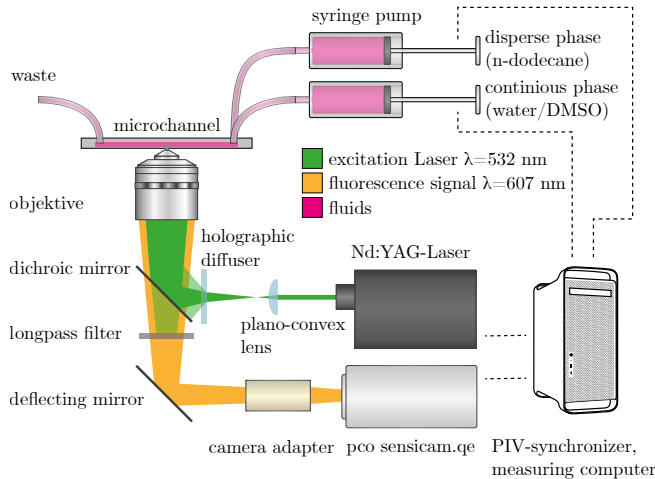 syringe pump
disperse phase
(n-dodecane)
waste
continious phase
(water/DMSO)
microchannel
excitation Laser λ=532 nm
fluorescence signal λ=607 nm
fluids
objektive
holographic
diffuser
Nd:YAG-Laser
dichroic mirror
plano-convex
lens
longpass filter
deflecting mirror
camera adapter
pco sensicam.qe
PIV-synchronizer,
measuring computer